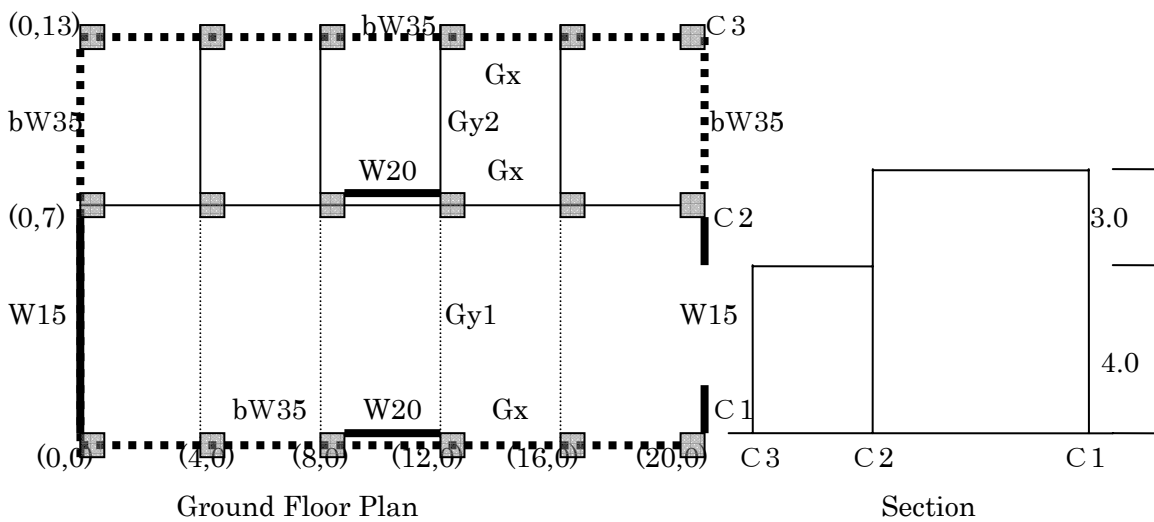 (0,13) bW35 C3
Gx
bW35 Gy2 bW35
W20 Gx
(0,7) C2 3.0
W15 Gy1 W15
4.0
bW35 W20 Gx C1
(0,0) (4,0) (8,0) (12,0) (16,0) (20,0) C3 C2 C1
Ground Floor Plan Section